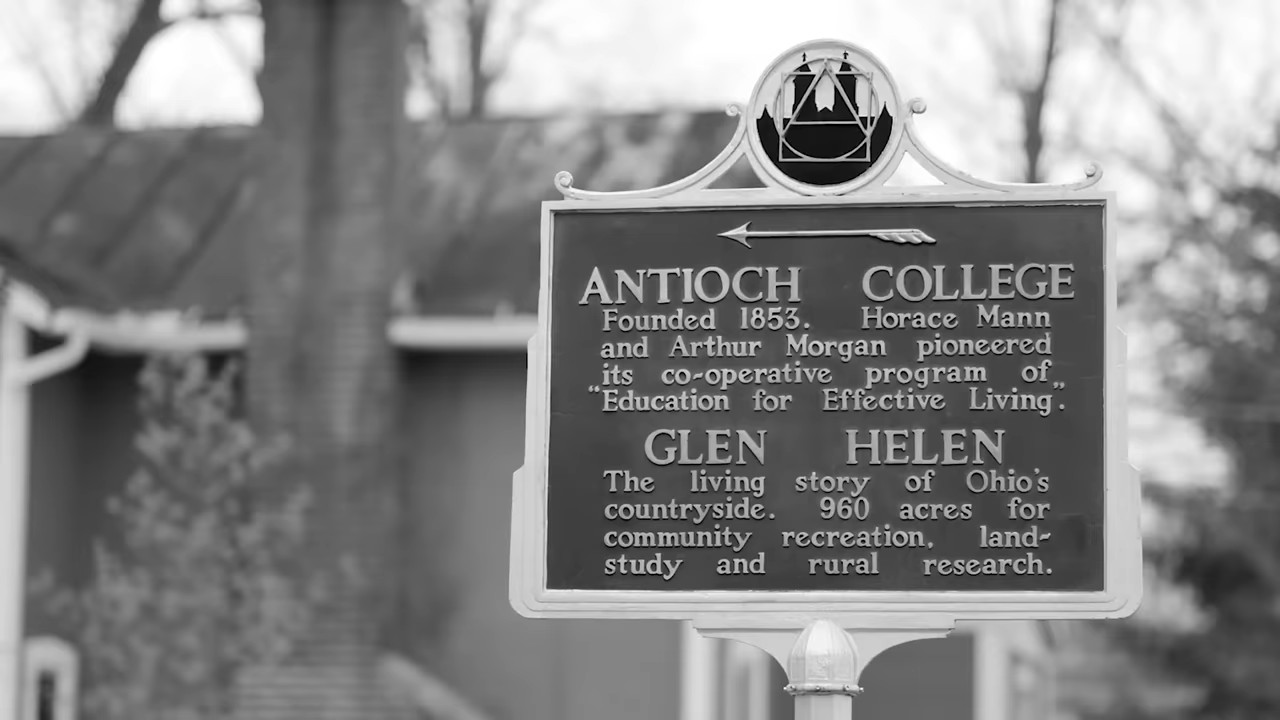 ANTIOCH COLLEGE
Founded 1853. Horace Mann
and Arthur Morgan pioneered
its co-operative program of
"Education for Effective Living".
GLEN HELEN
The living story of Ohio's
countryside. 960 acres for
community recreation, land-
study and rural research.